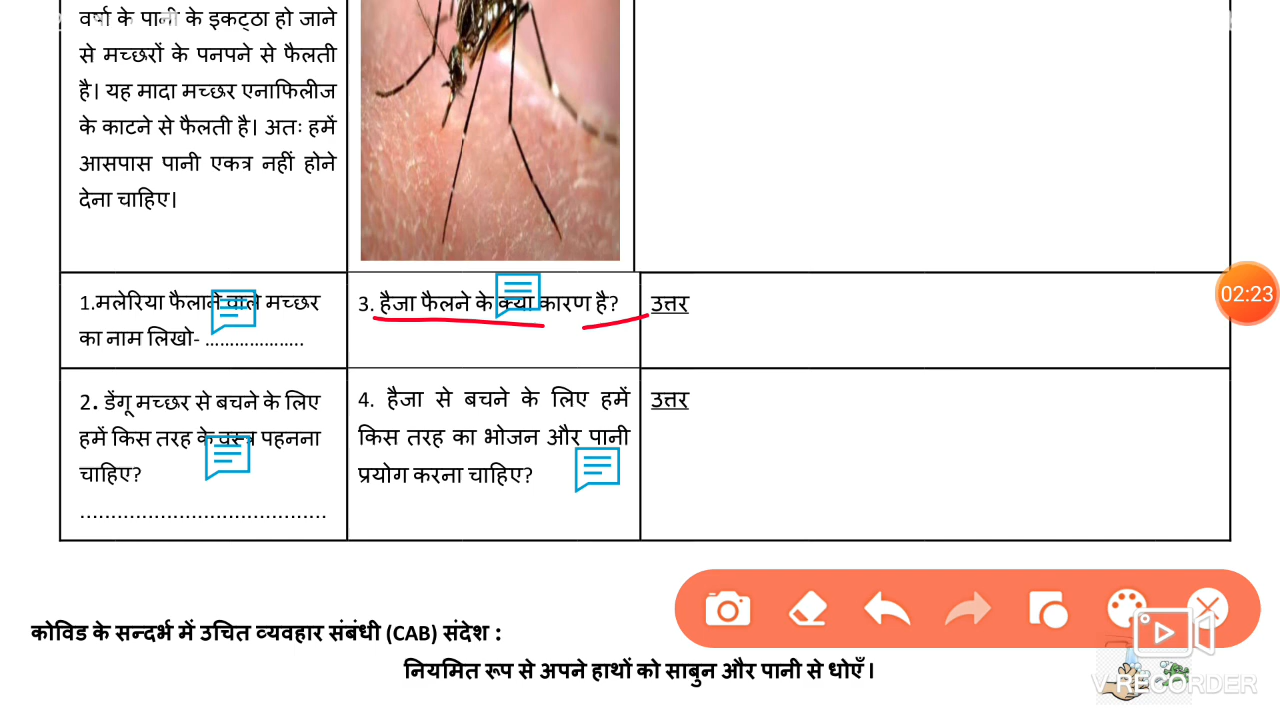 वर्षा के पानी के इकट्ठा हो जाने
से मच्छरों के पनपने से फैलती
है। यह मादा मच्छर एनाफिलीज
के काटने से फैलती है। अतः हमें
आसपास पानी एकत्र नहीं होने
देना चाहिए।
1.मलेरिया फैलाने वाले मच्छर
का नाम लिखो- ...................
3. हैजा फैलने के क्या कारण है?
उत्तर
02:23
2. डेंगू मच्छर से बचने के लिए
हमें किस तरह के वस्त्र पहनना
चाहिए?
.......................................
4. हैजा से बचने के लिए हमें
किस तरह का भोजन और पानी
प्रयोग करना चाहिए?
उत्तर
कोविड के सन्दर्भ में उचित व्यवहार संबंधी (CAB) संदेश :
नियमित रूप से अपने हाथों को साबुन और पानी से धोएँ ।
V RECORDER